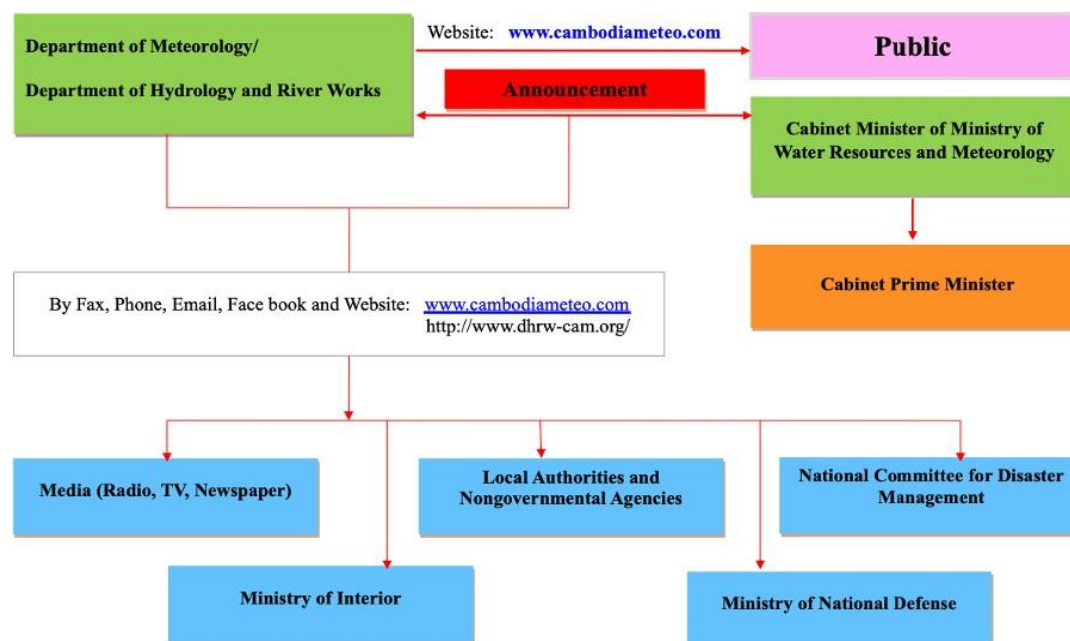 Department of Meteorology/
Department of Hydrology and River Works
Website: www.cambodiameteo.com
Public
Announcement
Cabinet Minister of Ministry of
Water Resources and Meteorology
Cabinet Prime Minister
By Fax, Phone, Email, Face book and Website: www.cambodiameteo.com
http://www.dhrw-cam.org/
Media (Radio, TV, Newspaper)
Local Authorities and
Nongovernmental Agencies
National Committee for Disaster
Management
Ministry of Interior
Ministry of National Defense